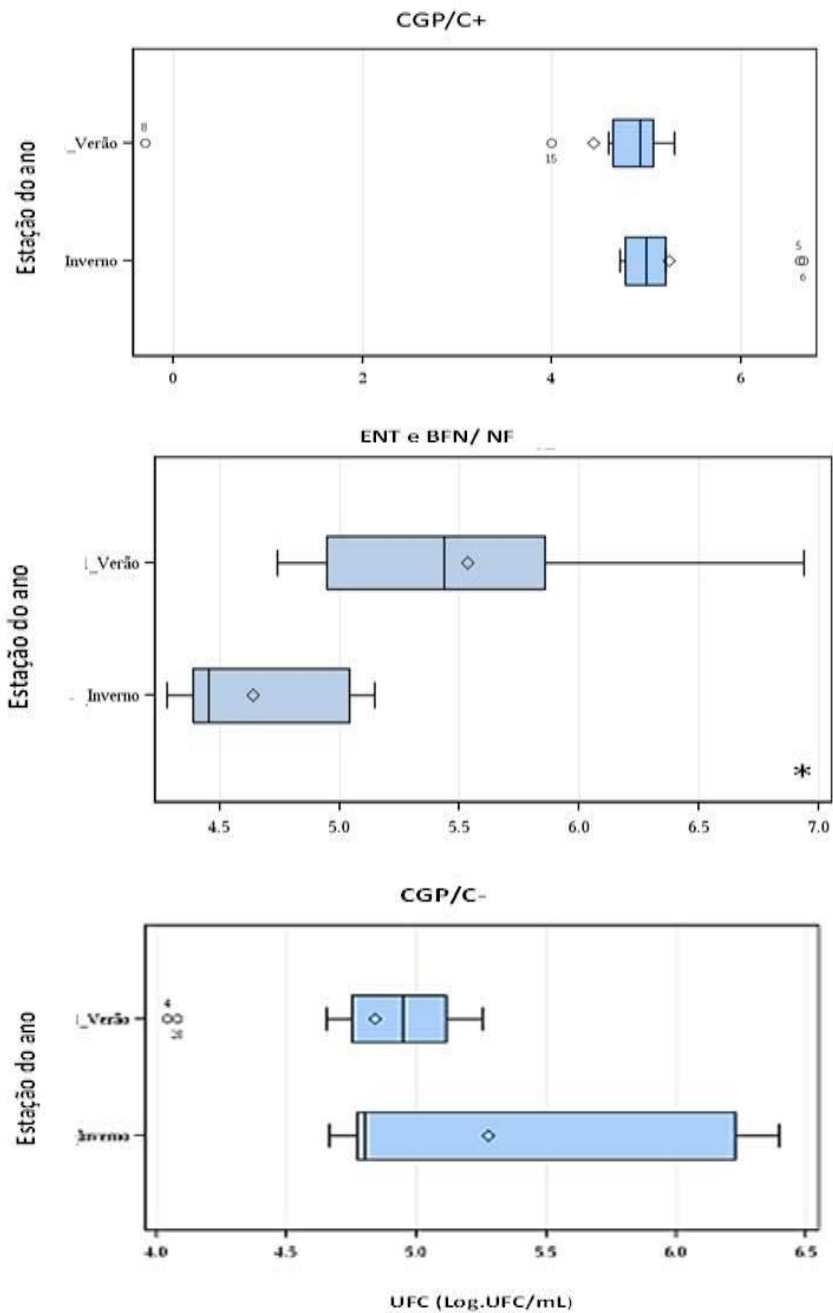 CGP/C+
Estação do ano
8
_Verão
15
Inverno
5
6
0 2 4 6
ENT e BFN/ NF
Estação do ano
_Verão
_Inverno
*
4.5 5.0 5.5 6.0 6.5 7.0
CGP/C-
Estação do ano
4
_Verão
Inverno
4.0 4.5 5.0 5.5 6.0 6.5
UFC (Log.UFC/mL)